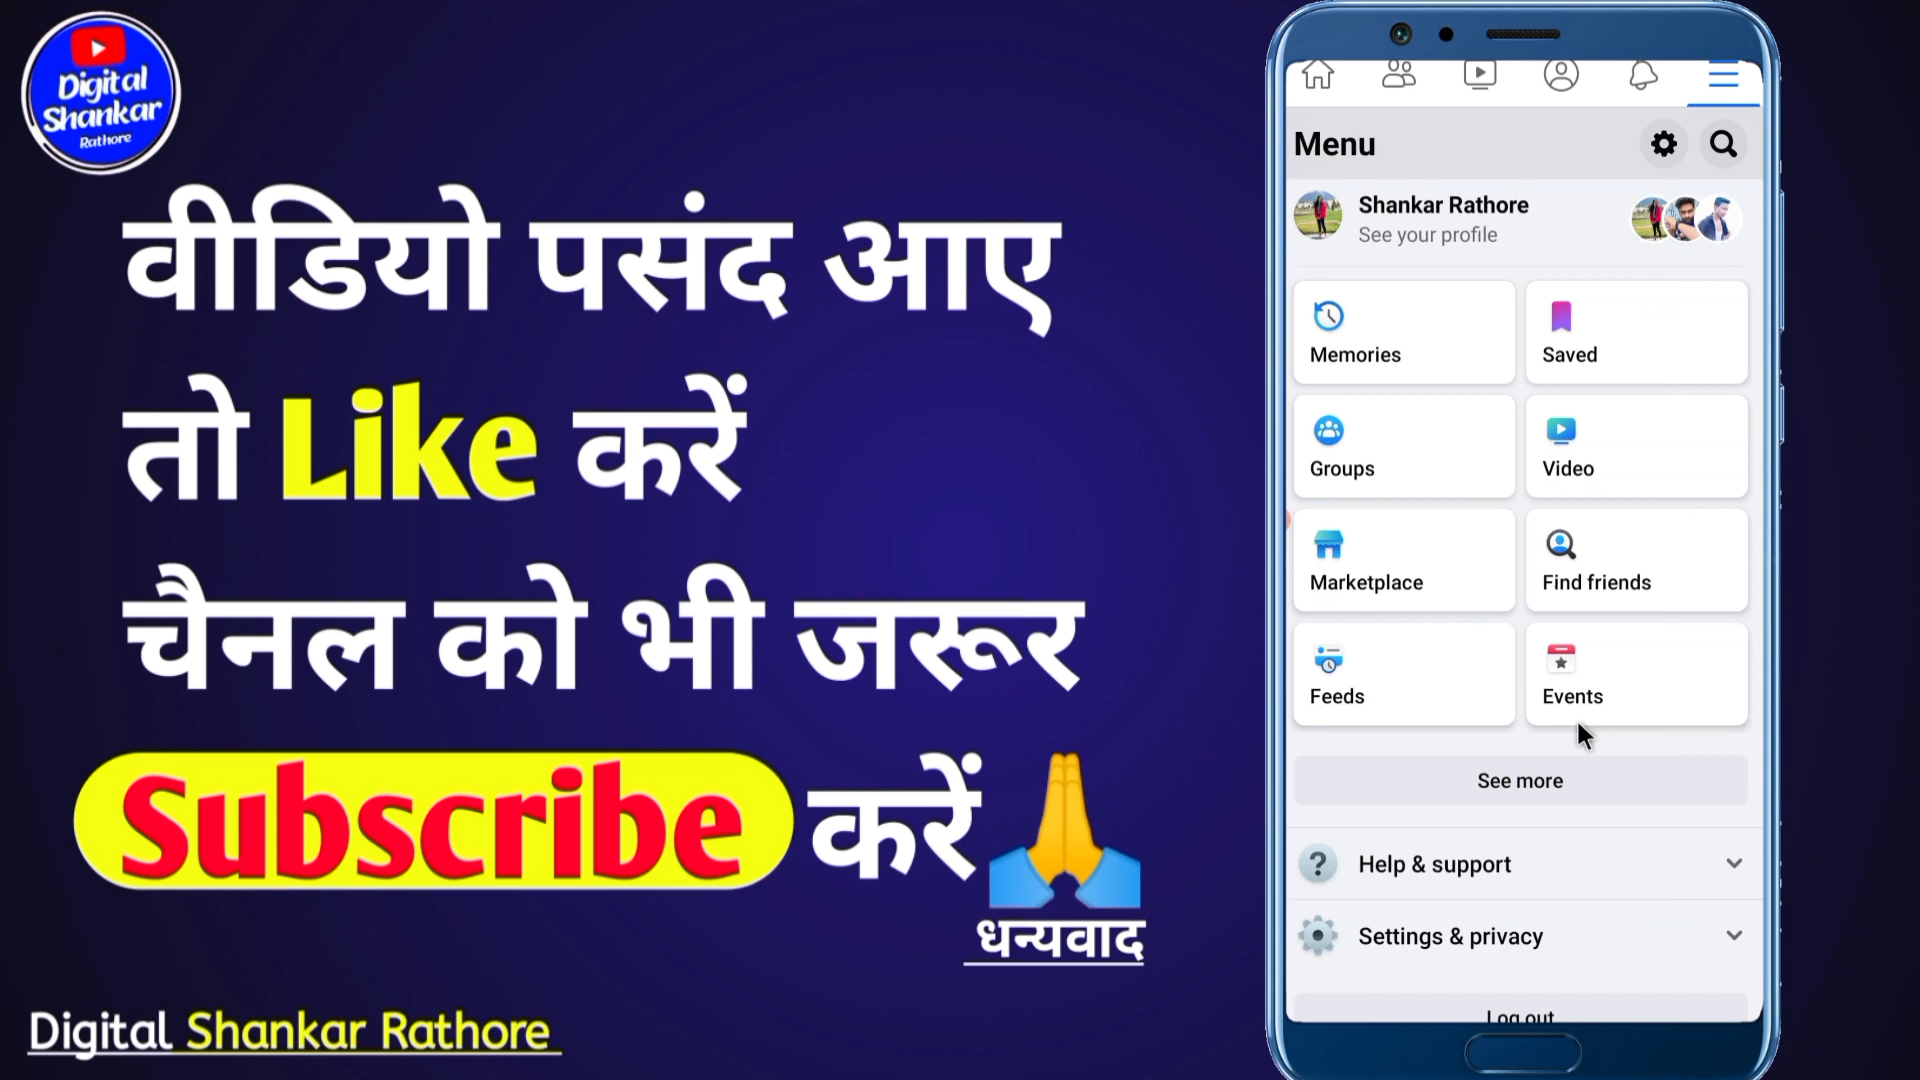 Digital
Shankar
Rathore
वीडियो पसंद आए
तो Like करें
चैनल को भी जरूर
Subscribe करें
धन्यवाद
Digital Shankar Rathore
Menu
Shankar Rathore
See your profile
Memories
Saved
Groups
Video
Marketplace
Find friends
Feeds
Events
See more
Help & support
Settings & privacy
Log out